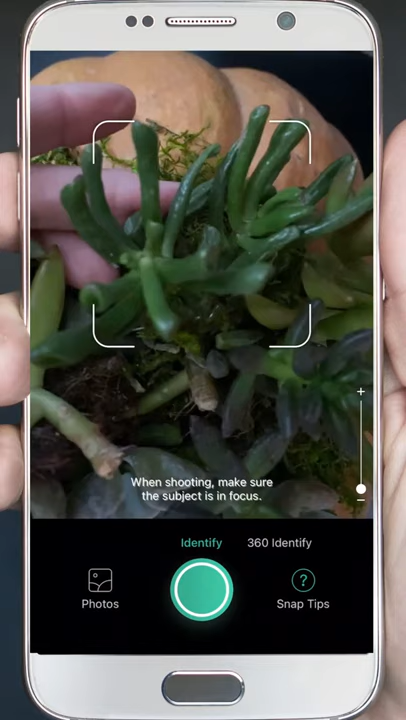 When shooting, make sure
the subject is in focus.
+
−
Identify 360 Identify
Photos
?
Snap Tips